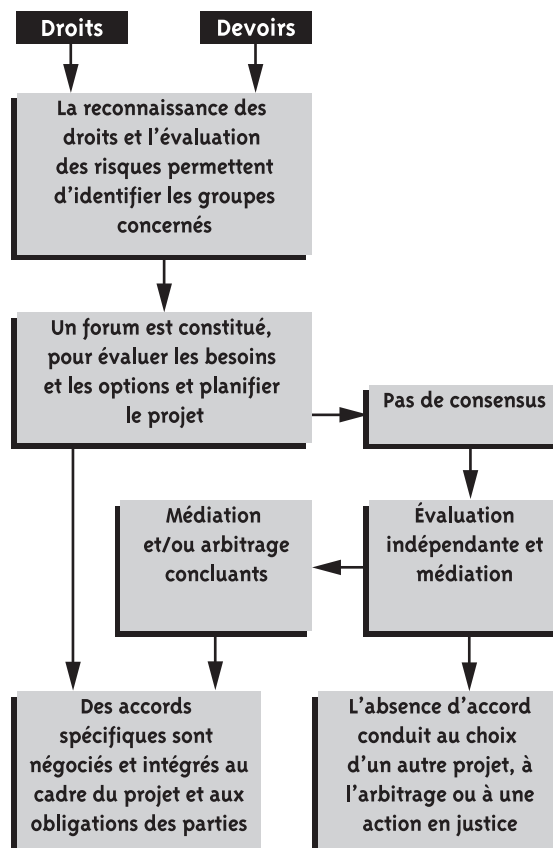 Droits
Devoirs
La reconnaissance des
droits et l'évaluation
des risques permettent
d'identifier les groupes
concernés
Un forum est constitué,
pour évaluer les besoins
et les options et planifier
le projet
Pas de consensus
Médiation
et/ou arbitrage
concluants
Évaluation
indépendante et
médiation
Des accords
spécifiques sont
négociés et intégrés au
cadre du projet et aux
obligations des parties
L'absence d'accord
conduit au choix
d'un autre projet, à
l'arbitrage ou à une
action en justice